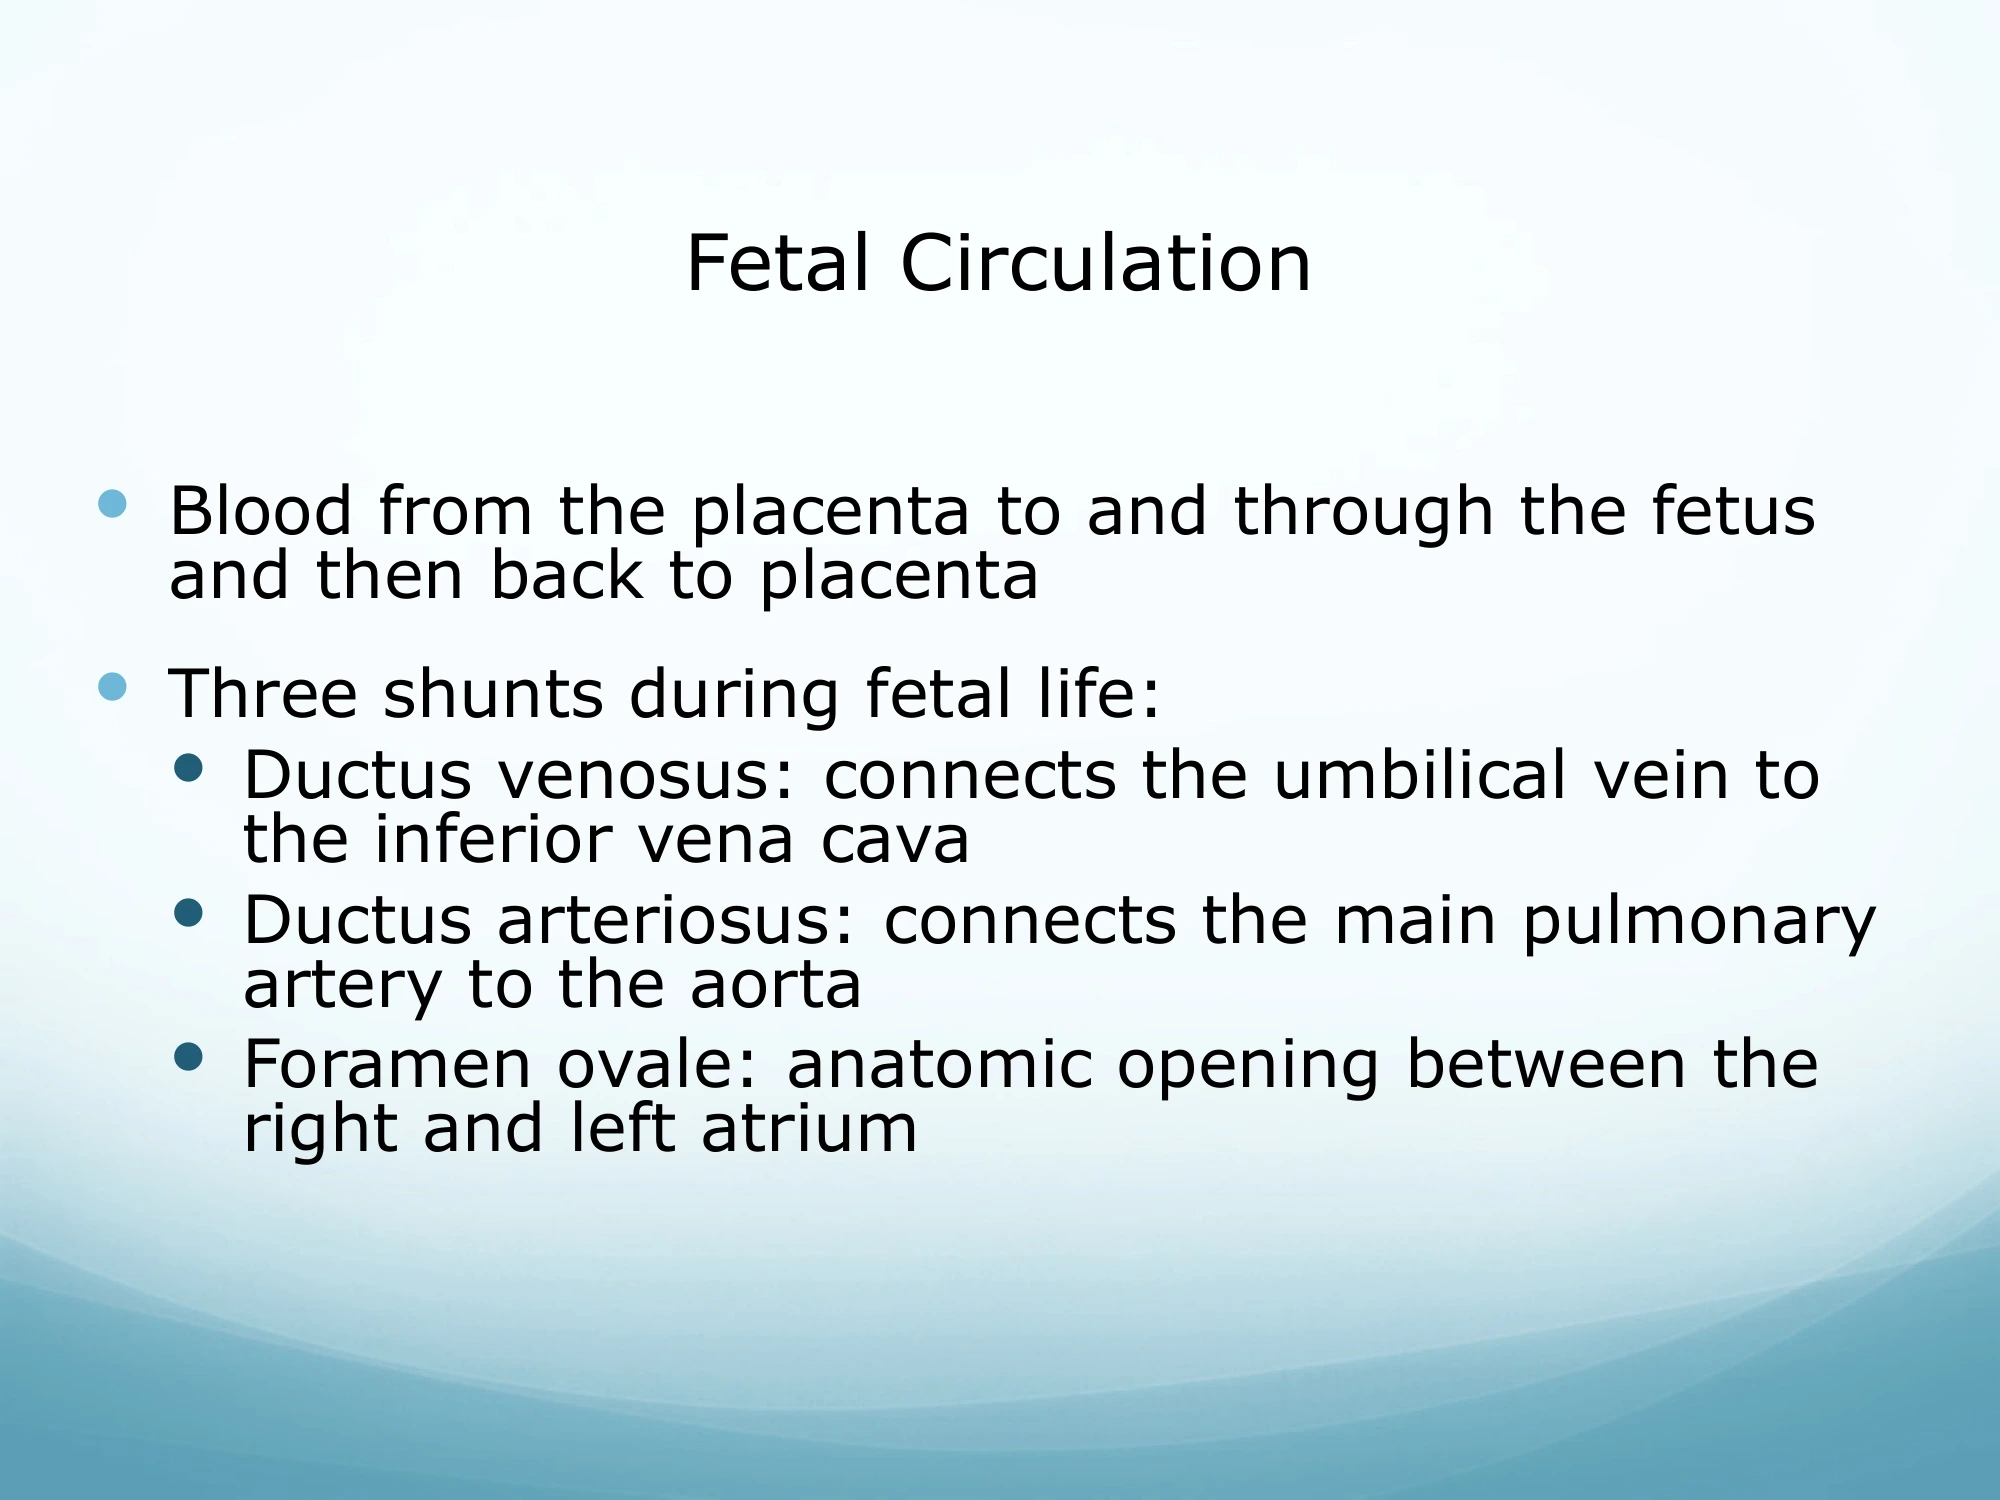 Fetal Circulation
• Blood from the placenta to and through the fetus
and then back to placenta
• Three shunts during fetal life:
• Ductus venosus: connects the umbilical vein to
the inferior vena cava
• Ductus arteriosus: connects the main pulmonary
artery to the aorta
• Foramen ovale: anatomic opening between the
right and left atrium